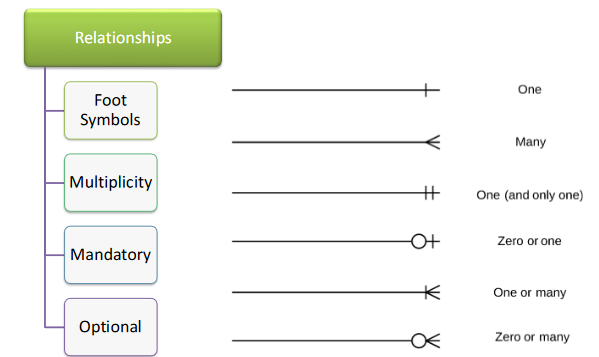 Relationships
Foot
Symbols
Multiplicity
Mandatory
Optional
One
Many
One (and only one)
Zero or one
One or many
Zero or many